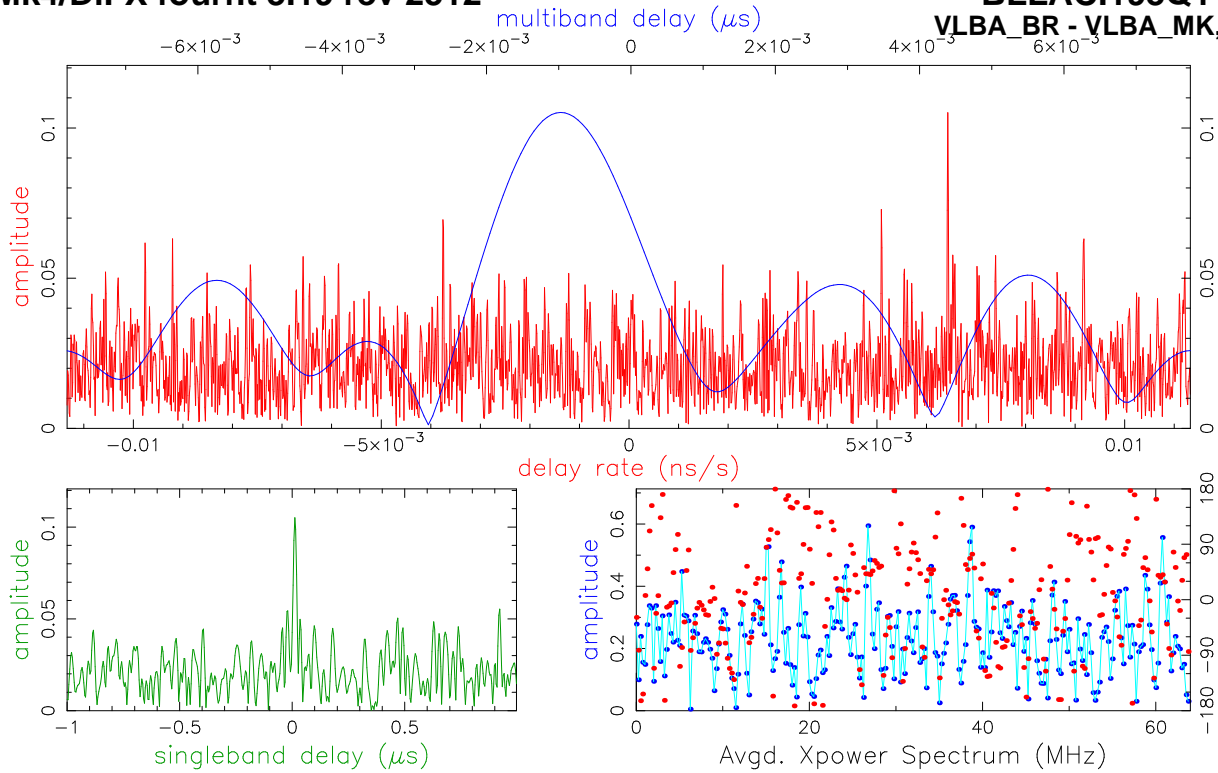 multiband delay (μs)
VLBA_BR - VLBA_MK,
−6×10⁻³ −4×10⁻³ −2×10⁻³ 0 2×10⁻³ 4×10⁻³ 6×10⁻³
amplitude
0.1 0.1
0.05 0.05
0 0
−0.01 −5×10⁻³ 0 5×10⁻³ 0.01
delay rate (ns/s)
amplitude
0.1
0.05
0
−1 −0.5 0 0.5
singleband delay (μs)
amplitude
0.6
0.4
0.2
0
180
90
0
−90
−180
0 20 40 60
Avgd. Xpower Spectrum (MHz)